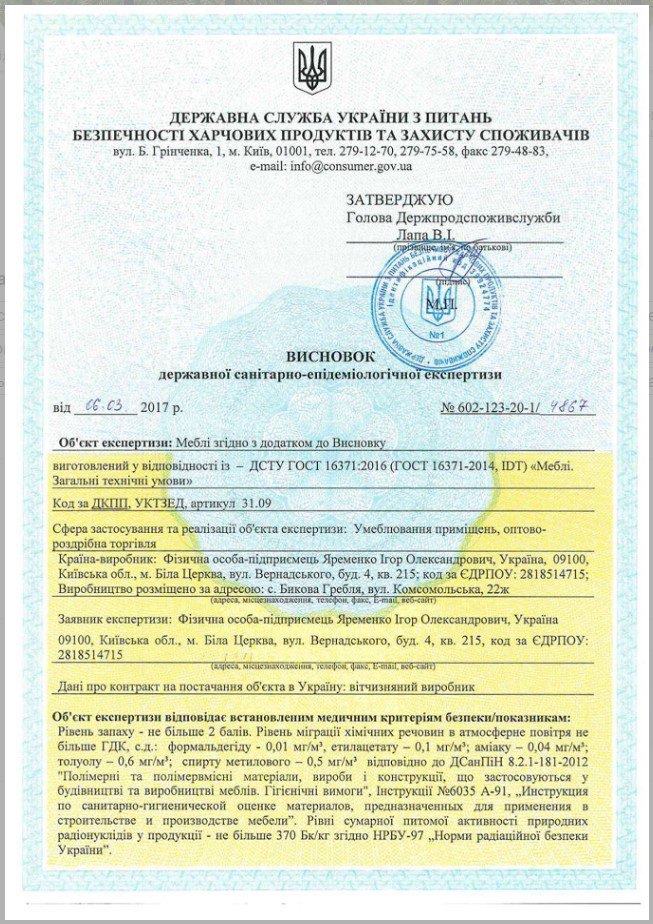 ДЕРЖАВНА СЛУЖБА УКРАЇНИ З ПИТАНЬ
БЕЗПЕЧНОСТІ ХАРЧОВИХ ПРОДУКТІВ ТА ЗАХИСТУ СПОЖИВАЧІВ
вул. Б. Грінченка, 1, м. Київ, 01001, тел. 279-12-70, 279-75-58, факс 279-48-83,
e-mail: info@consumer.gov.ua
ЗАТВЕРДЖУЮ
Голова Держпродспоживслужби
Лапа В.І.
(прізвище, ім'я, по батькові)
(підпис)
М.П.
№1
ВИСНОВОК
державної санітарно-епідеміологічної експертизи
від 06.03 2017 р. № 602-123-20-1/ 4867
Об'єкт експертизи: Меблі згідно з додатком до Висновку
виготовлений у відповідності із – ДСТУ ГОСТ 16371:2016 (ГОСТ 16371-2014, IDT) «Меблі.
Загальні технічні умови»
Код за ДКПП, УКТЗЕД, артикул 31.09
Сфера застосування та реалізації об'єкта експертизи: Умеблювання приміщень, оптово-
роздрібна торгівля
Країна-виробник: Фізична особа-підприємець Яременко Ігор Олександрович, Україна, 09100,
Київська обл., м. Біла Церква, вул. Вернадського, буд. 4, кв. 215; код за ЄДРПОУ: 2818514715;
Виробництво розміщено за адресою: с. Бикова Гребля, вул. Комсомольська, 22ж
(адреса, місцезнаходження, телефон, факс, E-mail, веб-сайт)
Заявник експертизи: Фізична особа-підприємець Яременко Ігор Олександрович, Україна
09100, Київська обл., м. Біла Церква, вул. Вернадського, буд. 4, кв. 215, код за ЄДРПОУ:
2818514715
(адреса, місцезнаходження, телефон, факс, E-mail, веб-сайт)
Дані про контракт на постачання об'єкта в Україну: вітчизняний виробник
Об'єкт експертизи відповідає встановленим медичним критеріям безпеки/показникам:
Рівень запаху - не більше 2 балів. Рівень міграції хімічних речовин в атмосферне повітря не
більше ГДК, с.д.: формальдегіду - 0,01 мг/м³, етилацетату – 0,1 мг/м³; аміаку – 0,04 мг/м³;
толуолу – 0,6 мг/м³; спирту метилового – 0,5 мг/м³ відповідно до ДСанПіН 8.2.1-181-2012
"Полімерні та полімервмісні матеріали, вироби і конструкції, що застосовуються у
будівництві та виробництві меблів. Гігієнічні вимоги", Інструкції №6035 А-91, „Инструкция
по санитарно-гигиенической оценке материалов, предназначенных для применения в
строительстве и производстве мебели". Рівні сумарної питомої активності природних
радіонуклідів у продукції - не більше 370 Бк/кг згідно НРБУ-97 „Норми радіаційної безпеки
України".